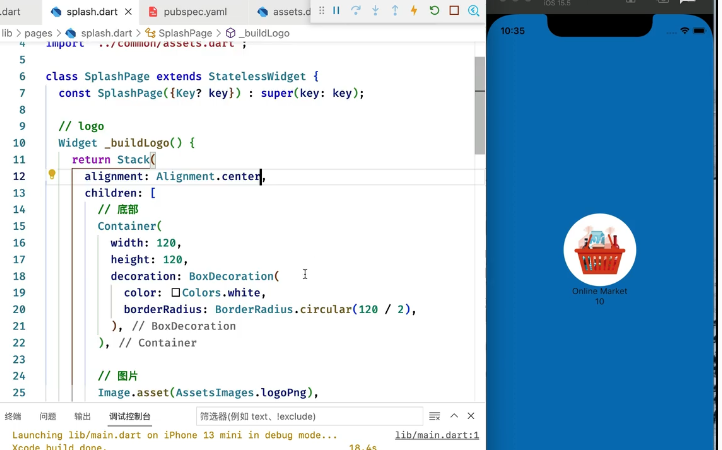 .dart
splash.dart
pubspec.yaml
assets.d
lib > pages > splash.dart > SplashPage > _buildLogo
4 import '../common/assets.dart';
5
6 class SplashPage extends StatelessWidget {
7 const SplashPage({Key? key}) : super(key: key);
8
9 // logo
10 Widget _buildLogo() {
11 return Stack(
12 alignment: Alignment.center,
13 children: [
14 // 底部
15 Container(
16 width: 120,
17 height: 120,
18 decoration: BoxDecoration(
19 color: Colors.white,
20 borderRadius: BorderRadius.circular(120 / 2),
21 ), // BoxDecoration
22 ), // Container
23
24 // 图片
25 Image.asset(AssetsImages.logoPng),
终端 问题 输出 调试控制台 筛选器(例如 text、!exclude)
Launching lib/main.dart on iPhone 13 mini in debug mode... lib/main.dart:1
Xcode build done. 18.4s
iOS 15.5
10:35
Online Market
10